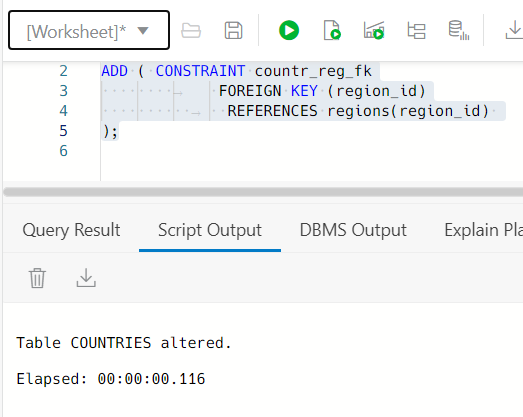 [Worksheet]*
2 ADD ( CONSTRAINT countr_reg_fk
3 FOREIGN KEY (region_id)
4 REFERENCES regions(region_id)
5 );
6
Query Result Script Output DBMS Output Explain Pla
Table COUNTRIES altered.
Elapsed: 00:00:00.116